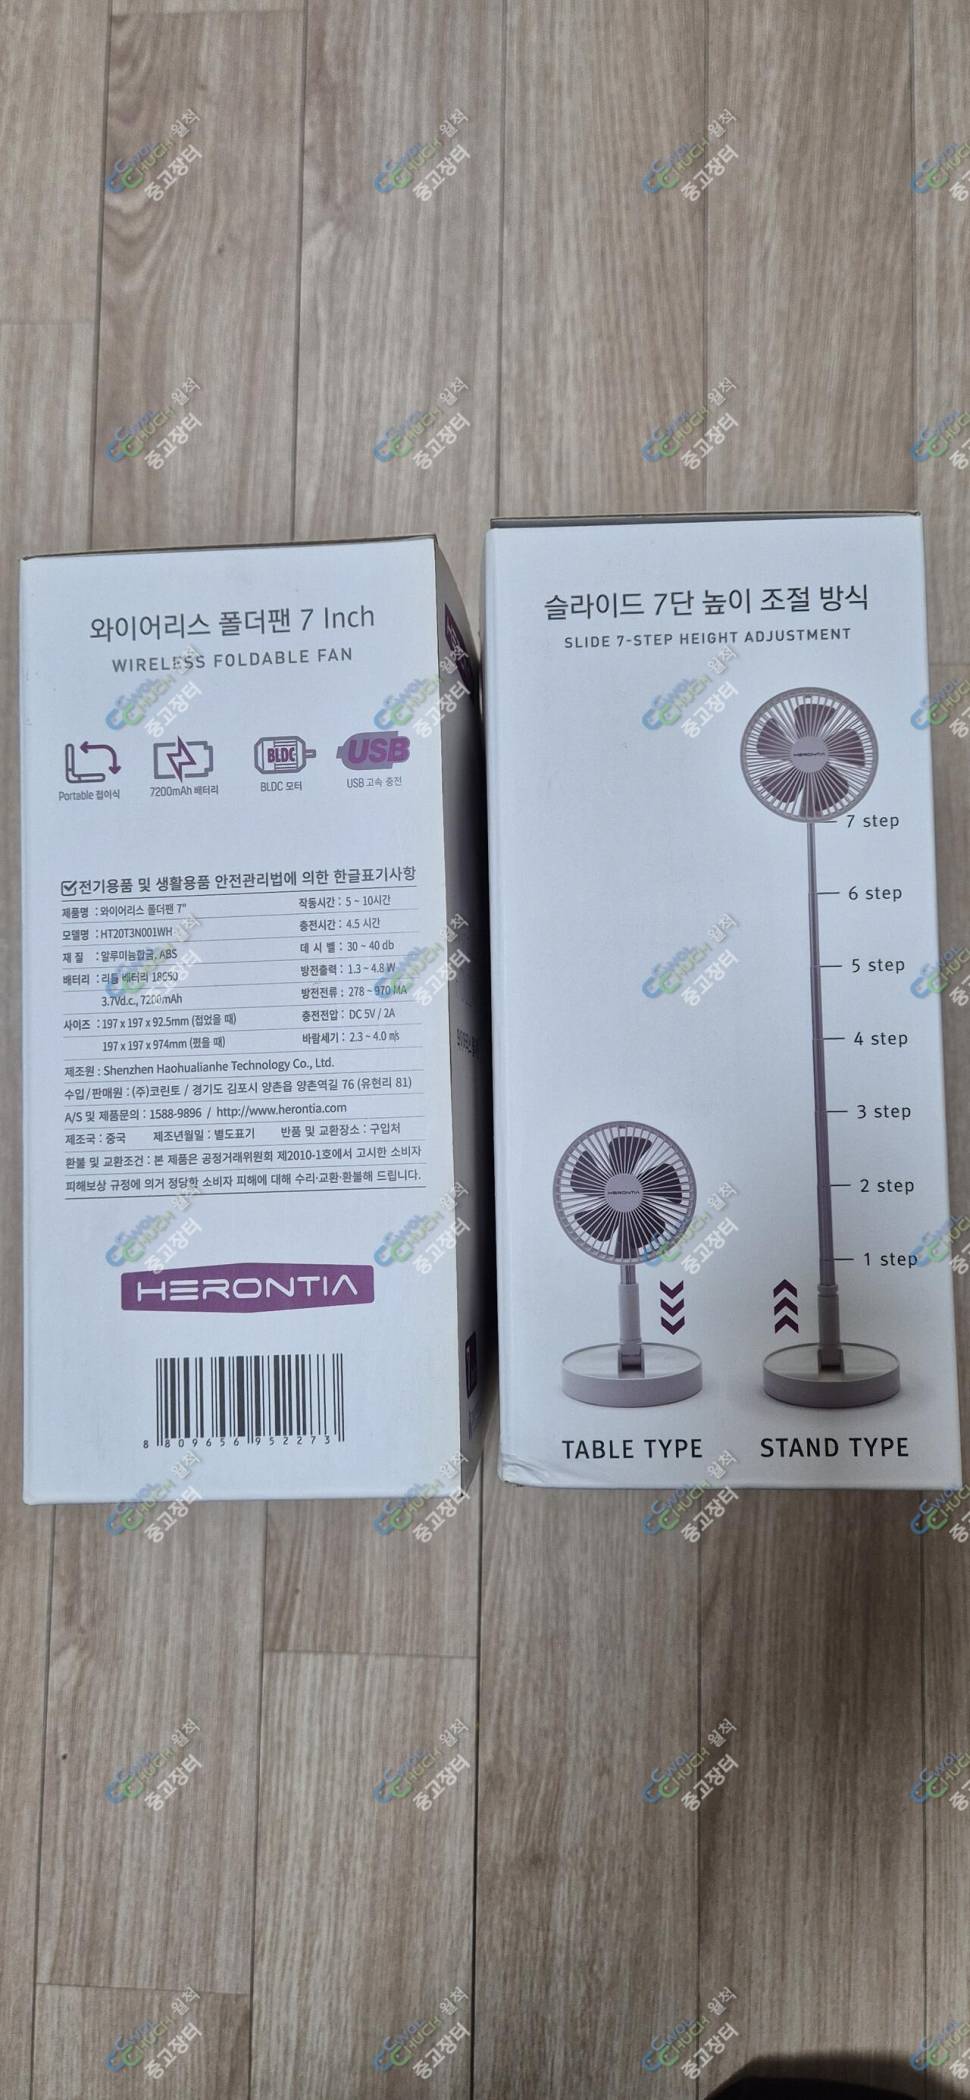 와이어리스 폴더팬 7 Inch
WIRELESS FOLDABLE FAN
Portable 접이식
7200mAh 배터리
BLDC
BLDC 모터
USB
USB 고속 충전
전기용품 및 생활용품 안전관리법에 의한 한글표기사항
제품명 : 와이어리스 폴더팬 7"
작동시간 : 5 ~ 10시간
모델명 : HT20T3N001WH
충전시간 : 4.5 시간
재 질 : 알루미늄합금, ABS
데 시 벨 : 30 ~ 40 db
배터리 : 리튬 배터리 18650
방전출력 : 1.3 ~ 4.8 W
3.7Vd.c., 7200mAh
방전전류 : 278 ~ 970 MA
사이즈 : 197 x 197 x 92.5mm (접었을 때)
충전전압 : DC 5V / 2A
197 x 197 x 974mm (폈을 때)
바람세기 : 2.3 ~ 4.0 ㎧
제조원 : Shenzhen Haohualianhe Technology Co., Ltd.
수입/판매원 : (주)코린토 / 경기도 김포시 양촌읍 양촌역길 76 (유현리 81)
A/S 및 제품문의 : 1588-9896 / http://www.herontia.com
제조국 : 중국 제조년월일 : 별도표기 반품 및 교환장소 : 구입처
환불 및 교환조건 : 본 제품은 공정거래위원회 제2010-1호에서 고시한 소비자
피해보상 규정에 의거 정당한 소비자 피해에 대해 수리·교환·환불해 드립니다.
HERONTIA
8 809656 952273
슬라이드 7단 높이 조절 방식
SLIDE 7-STEP HEIGHT ADJUSTMENT
HERONTIA
7 step
6 step
5 step
4 step
3 step
2 step
1 step
HERONTIA
TABLE TYPE
STAND TYPE
WOL CHUCK 월척
중고장터